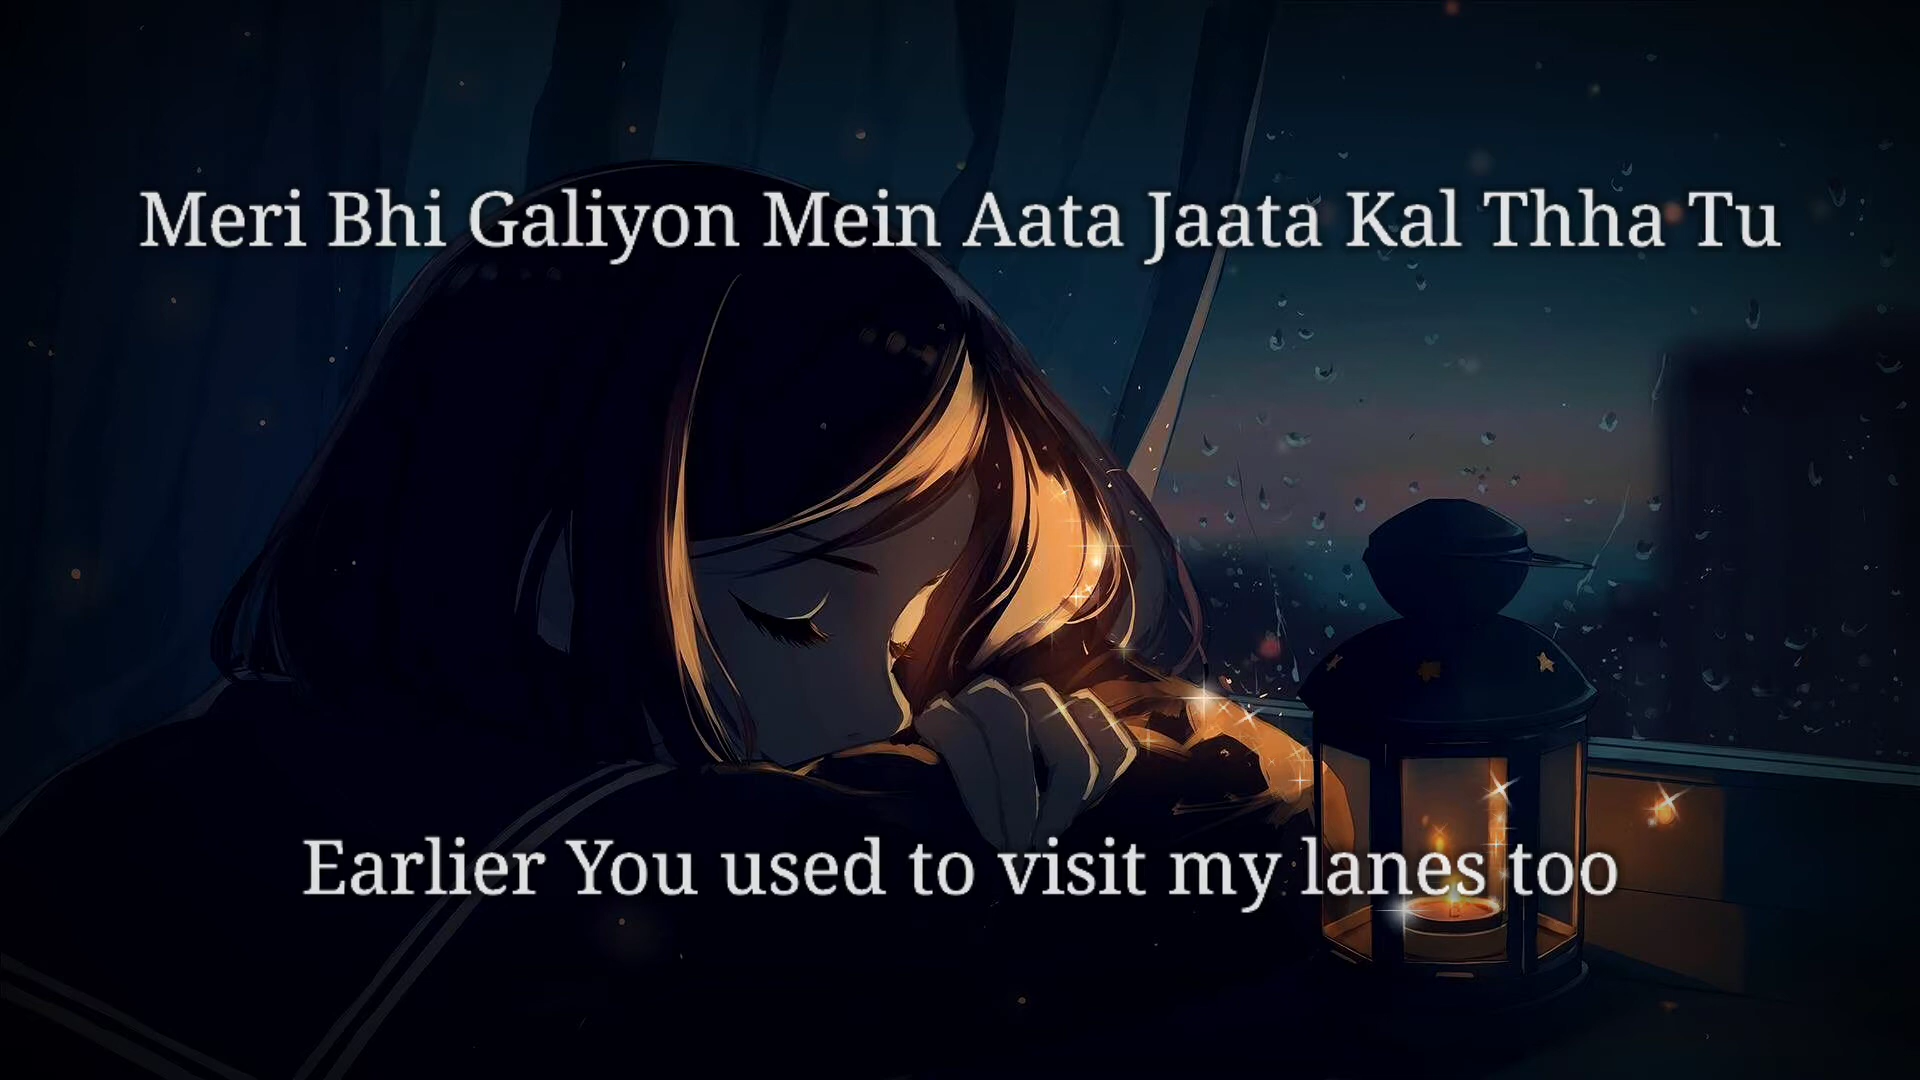 Meri Bhi Galiyon Mein Aata Jaata Kal Thha Tu
Earlier You used to visit my lanes too